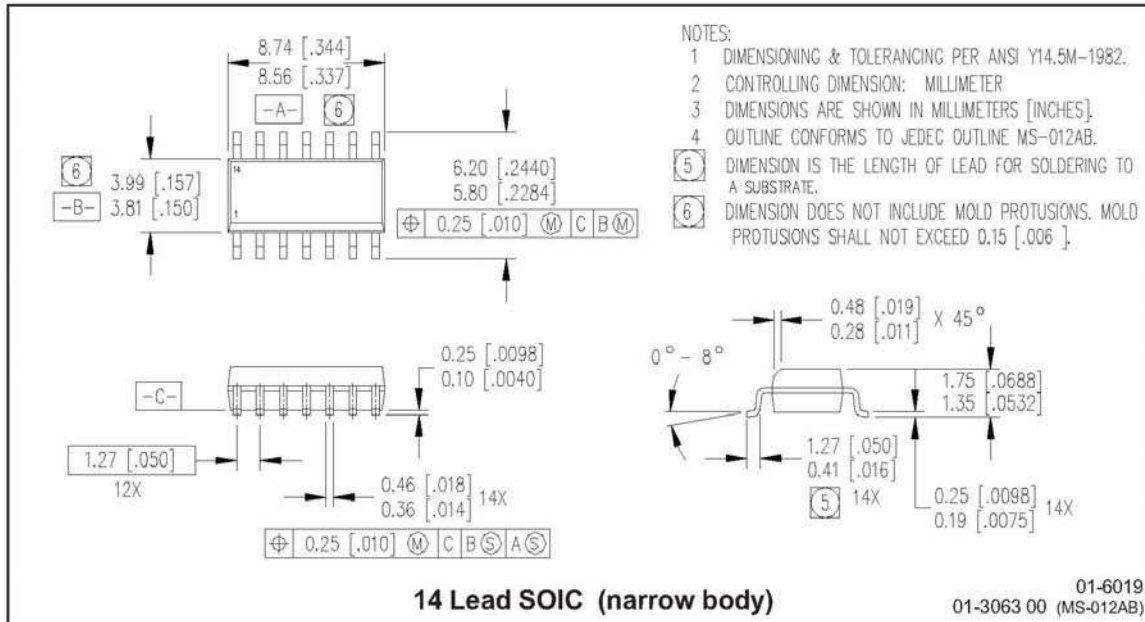 8.74 [.344]
8.56 [.337]
-A- 6
6
3.99 [.157]
3.81 [.150]
-B-
14
1
6.20 [.2440]
5.80 [.2284]
⌖ 0.25 [.010] Ⓜ C B Ⓜ
NOTES:
1 DIMENSIONING & TOLERANCING PER ANSI Y14.5M-1982.
2 CONTROLLING DIMENSION: MILLIMETER
3 DIMENSIONS ARE SHOWN IN MILLIMETERS [INCHES].
4 OUTLINE CONFORMS TO JEDEC OUTLINE MS-012AB.
5 DIMENSION IS THE LENGTH OF LEAD FOR SOLDERING TO
A SUBSTRATE.
6 DIMENSION DOES NOT INCLUDE MOLD PROTUSIONS. MOLD
PROTUSIONS SHALL NOT EXCEED 0.15 [.006 ].
-C-
0.25 [.0098]
0.10 [.0040]
1.27 [.050]
12X
0.46 [.018]
0.36 [.014] 14X
⌖ 0.25 [.010] Ⓜ C B Ⓢ A Ⓢ
0.48 [.019]
0.28 [.011] X 45°
0° - 8°
1.75 [.0688]
1.35 [.0532]
1.27 [.050]
0.41 [.016]
5 14X
0.25 [.0098]
0.19 [.0075] 14X
14 Lead SOIC (narrow body)
01-6019
01-3063 00 (MS-012AB)